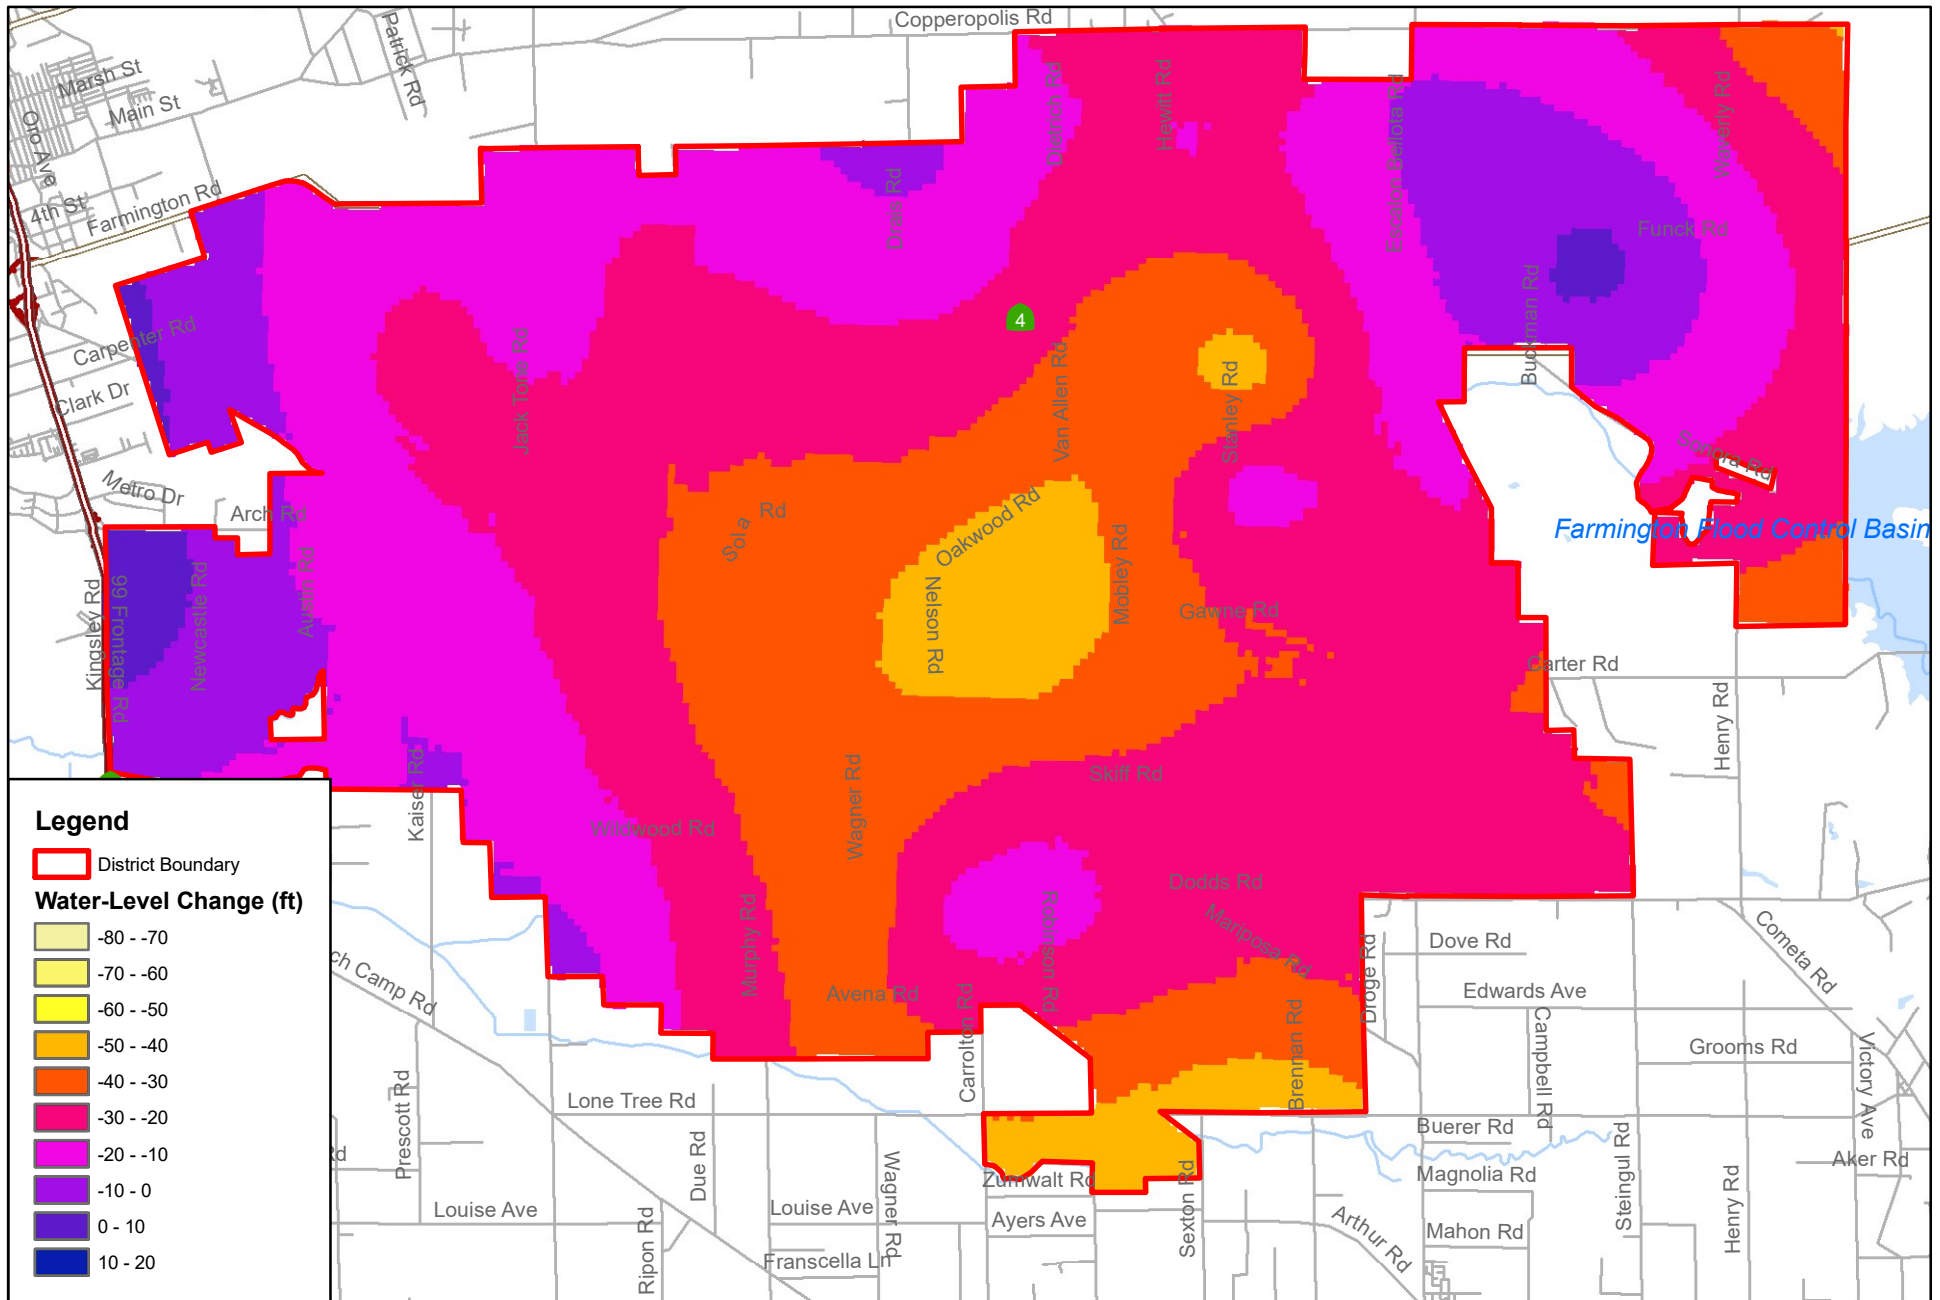 Copperopolis Rd
Patrick Rd
Marsh St
Main St
Oro Ave
4th St
Farmington Rd
Dietrich Rd
Hewitt Rd
Escalon Bellota Rd
Waverly Rd
Drais Rd
Funck Rd
Buckman Rd
4
Carpenter Rd
Clark Dr
Jack Tone Rd
Van Allen Rd
Stanley Rd
Sonora Rd
Metro Dr
Arch Rd
Sola Rd
Oakwood Rd
Farmington Flood Control Basin
Kingsley Rd
99 Frontage Rd
Newcastle Rd
Austin Rd
Nelson Rd
Mobley Rd
Gawne Rd
Carter Rd
Henry Rd
Kaiser Rd
Wildwood Rd
Wagner Rd
Skiff Rd
Murphy Rd
Avena Rd
Robinson Rd
Dodds Rd
Mariposa Rd
Carrolton Rd
Brennan Rd
Droge Rd
Dove Rd
Edwards Ave
Campbell Rd
Grooms Rd
Cometa Rd
Victory Ave
ch Camp Rd
Prescott Rd
Lone Tree Rd
Due Rd
Wagner Rd
Louise Ave
Louise Ave
Ripon Rd
Franscella Ln
Zumwalt Rd
Ayers Ave
Sexton Rd
Arthur Rd
Buerer Rd
Magnolia Rd
Mahon Rd
Steingul Rd
Henry Rd
Aker Rd
Rd
Legend
District Boundary
Water-Level Change (ft)
-80 - -70
-70 - -60
-60 - -50
-50 - -40
-40 - -30
-30 - -20
-20 - -10
-10 - 0
0 - 10
10 - 20